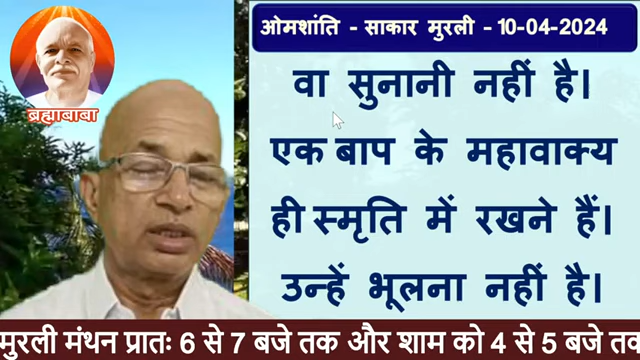 ओमशांति - साकार मुरली - 10-04-2024
वा सुनानी नहीं है।
एक बाप के महावाक्य
ही स्मृति में रखने हैं।
उन्हें भूलना नहीं है।
ब्रह्माबाबा
मुरली मंथन प्रातः 6 से 7 बजे तक और शाम को 4 से 5 बजे तक